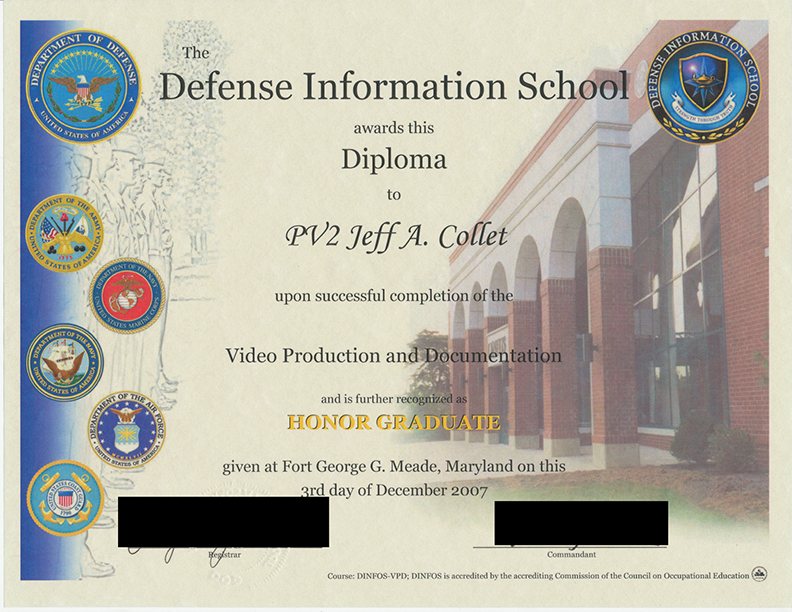 The
Defense Information School
awards this
Diploma
to
PV2 Jeff A. Collet
upon successful completion of the
Video Production and Documentation
and is further recognized as
HONOR GRADUATE
given at Fort George G. Meade, Maryland on this
3rd day of December 2007
Registrar
Commandant
Course: DINFOS-VPD; DINFOS is accredited by the accrediting Commission of the Council on Occupational Education
DEPARTMENT OF DEFENSE
UNITED STATES OF AMERICA
DEFENSE INFORMATION SCHOOL
STRENGTH THROUGH TRUTH
DEPARTMENT OF THE ARMY
UNITED STATES OF AMERICA
DEPARTMENT OF THE NAVY
UNITED STATES MARINE CORPS
DEPARTMENT OF THE NAVY
UNITED STATES OF AMERICA
DEPARTMENT OF THE AIR FORCE
UNITED STATES OF AMERICA
UNITED STATES COAST GUARD
1790